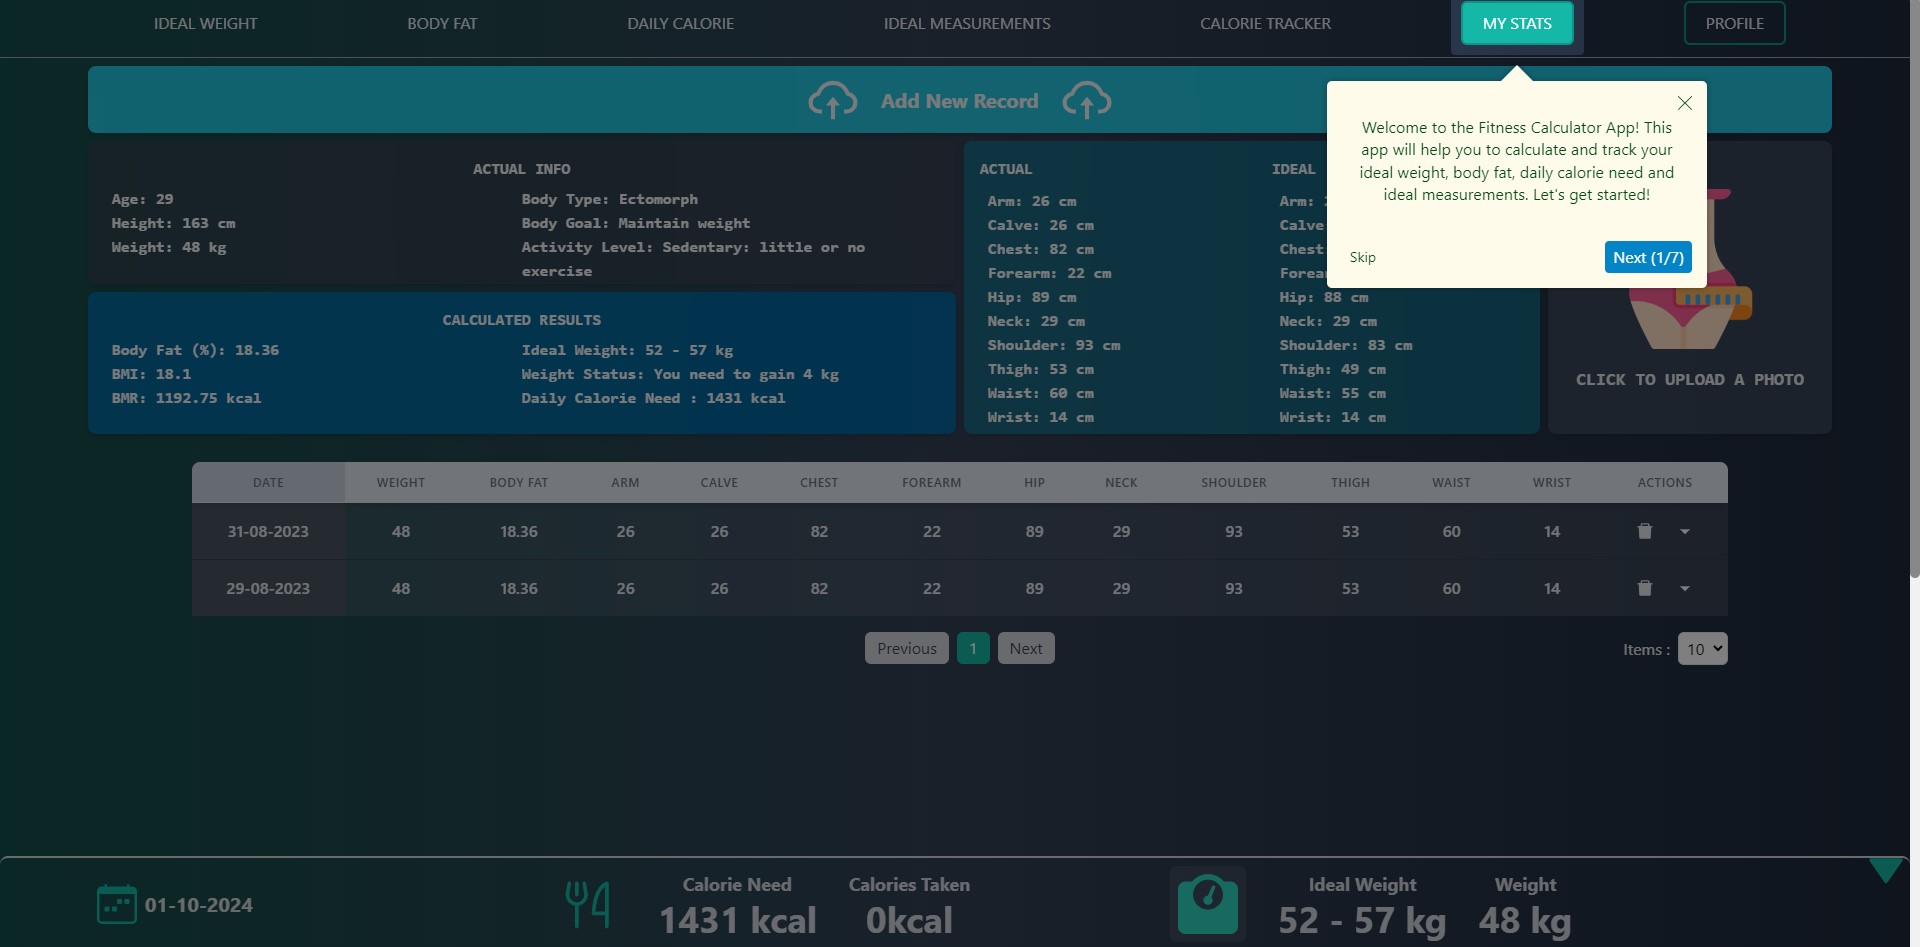 IDEAL WEIGHT BODY FAT DAILY CALORIE IDEAL MEASUREMENTS CALORIE TRACKER MY STATS PROFILE
Add New Record
Welcome to the Fitness Calculator App! This
app will help you to calculate and track your
ideal weight, body fat, daily calorie need and
ideal measurements. Let's get started!
Skip
Next (1/7)
ACTUAL INFO
Age: 29
Height: 163 cm
Weight: 48 kg
Body Type: Ectomorph
Body Goal: Maintain weight
Activity Level: Sedentary: little or no
exercise
CALCULATED RESULTS
Body Fat (%): 18.36
BMI: 18.1
BMR: 1192.75 kcal
Ideal Weight: 52 - 57 kg
Weight Status: You need to gain 4 kg
Daily Calorie Need : 1431 kcal
ACTUAL
Arm: 26 cm
Calve: 26 cm
Chest: 82 cm
Forearm: 22 cm
Hip: 89 cm
Neck: 29 cm
Shoulder: 93 cm
Thigh: 53 cm
Waist: 60 cm
Wrist: 14 cm
IDEAL
Arm:
Calve
Chest
Forea
Hip: 88 cm
Neck: 29 cm
Shoulder: 83 cm
Thigh: 49 cm
Waist: 55 cm
Wrist: 14 cm
CLICK TO UPLOAD A PHOTO
DATE WEIGHT BODY FAT ARM CALVE CHEST FOREARM HIP NECK SHOULDER THIGH WAIST WRIST ACTIONS
31-08-2023 48 18.36 26 26 82 22 89 29 93 53 60 14
29-08-2023 48 18.36 26 26 82 22 89 29 93 53 60 14
Previous 1 Next
Items : 10
01-10-2024
Calorie Need
1431 kcal
Calories Taken
0kcal
Ideal Weight
52 - 57 kg
Weight
48 kg